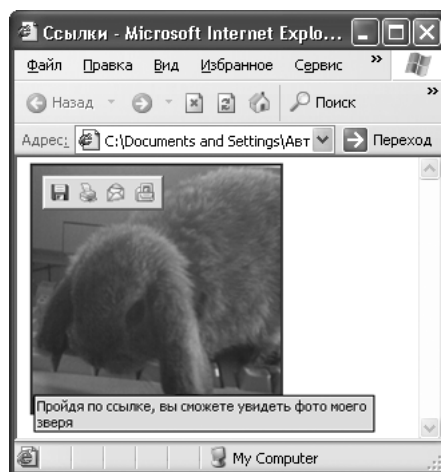 Ссылки - Microsoft Internet Explo...
Файл Правка Вид Избранное Сервис »
Назад Поиск »
Адрес: C:\Documents and Settings\Авт Переход
Пройдя по ссылке, вы сможете увидеть фото моего
зверя
My Computer